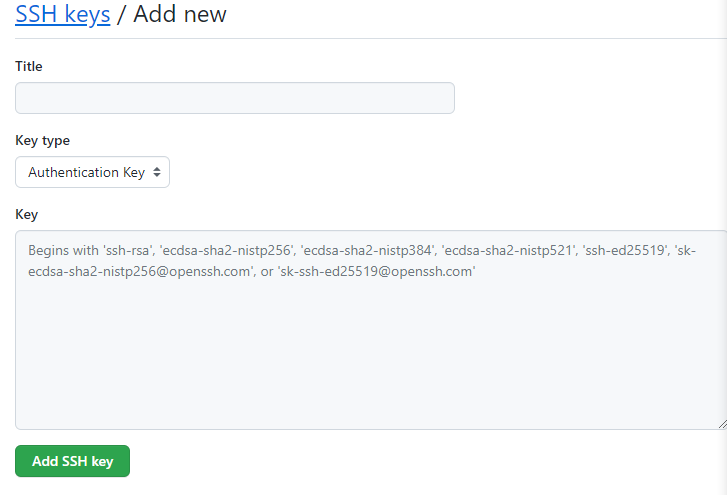 SSH keys / Add new
Title
Key type
Authentication Key
Key
Begins with 'ssh-rsa', 'ecdsa-sha2-nistp256', 'ecdsa-sha2-nistp384', 'ecdsa-sha2-nistp521', 'ssh-ed25519', 'sk-
ecdsa-sha2-nistp256@openssh.com', or 'sk-ssh-ed25519@openssh.com'
Add SSH key